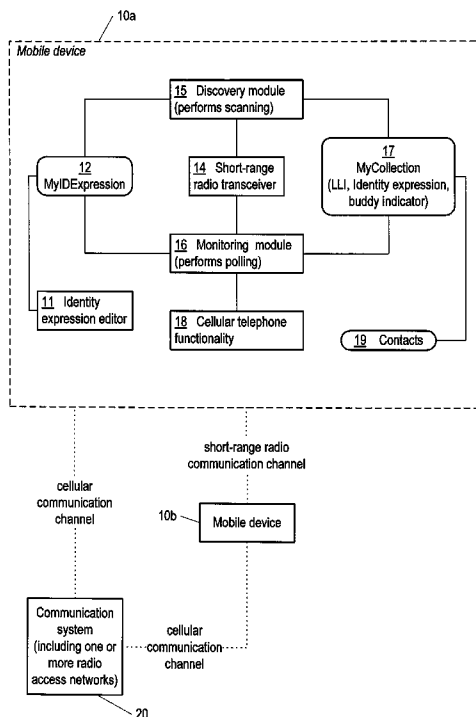 10a
Mobile device
15 Discovery module
(performs scanning)
12
MyIDExpression
14 Short-range
radio transceiver
17
MyCollection
(LLI, Identity expression,
buddy indicator)
16 Monitoring module
(performs polling)
11 Identity
expression editor
18 Cellular telephone
functionality
19 Contacts
short-range radio
communication channel
cellular
communication
channel
10b
Mobile device
Communication
system
(including one or
more radio
access networks)
cellular
communication
channel
20